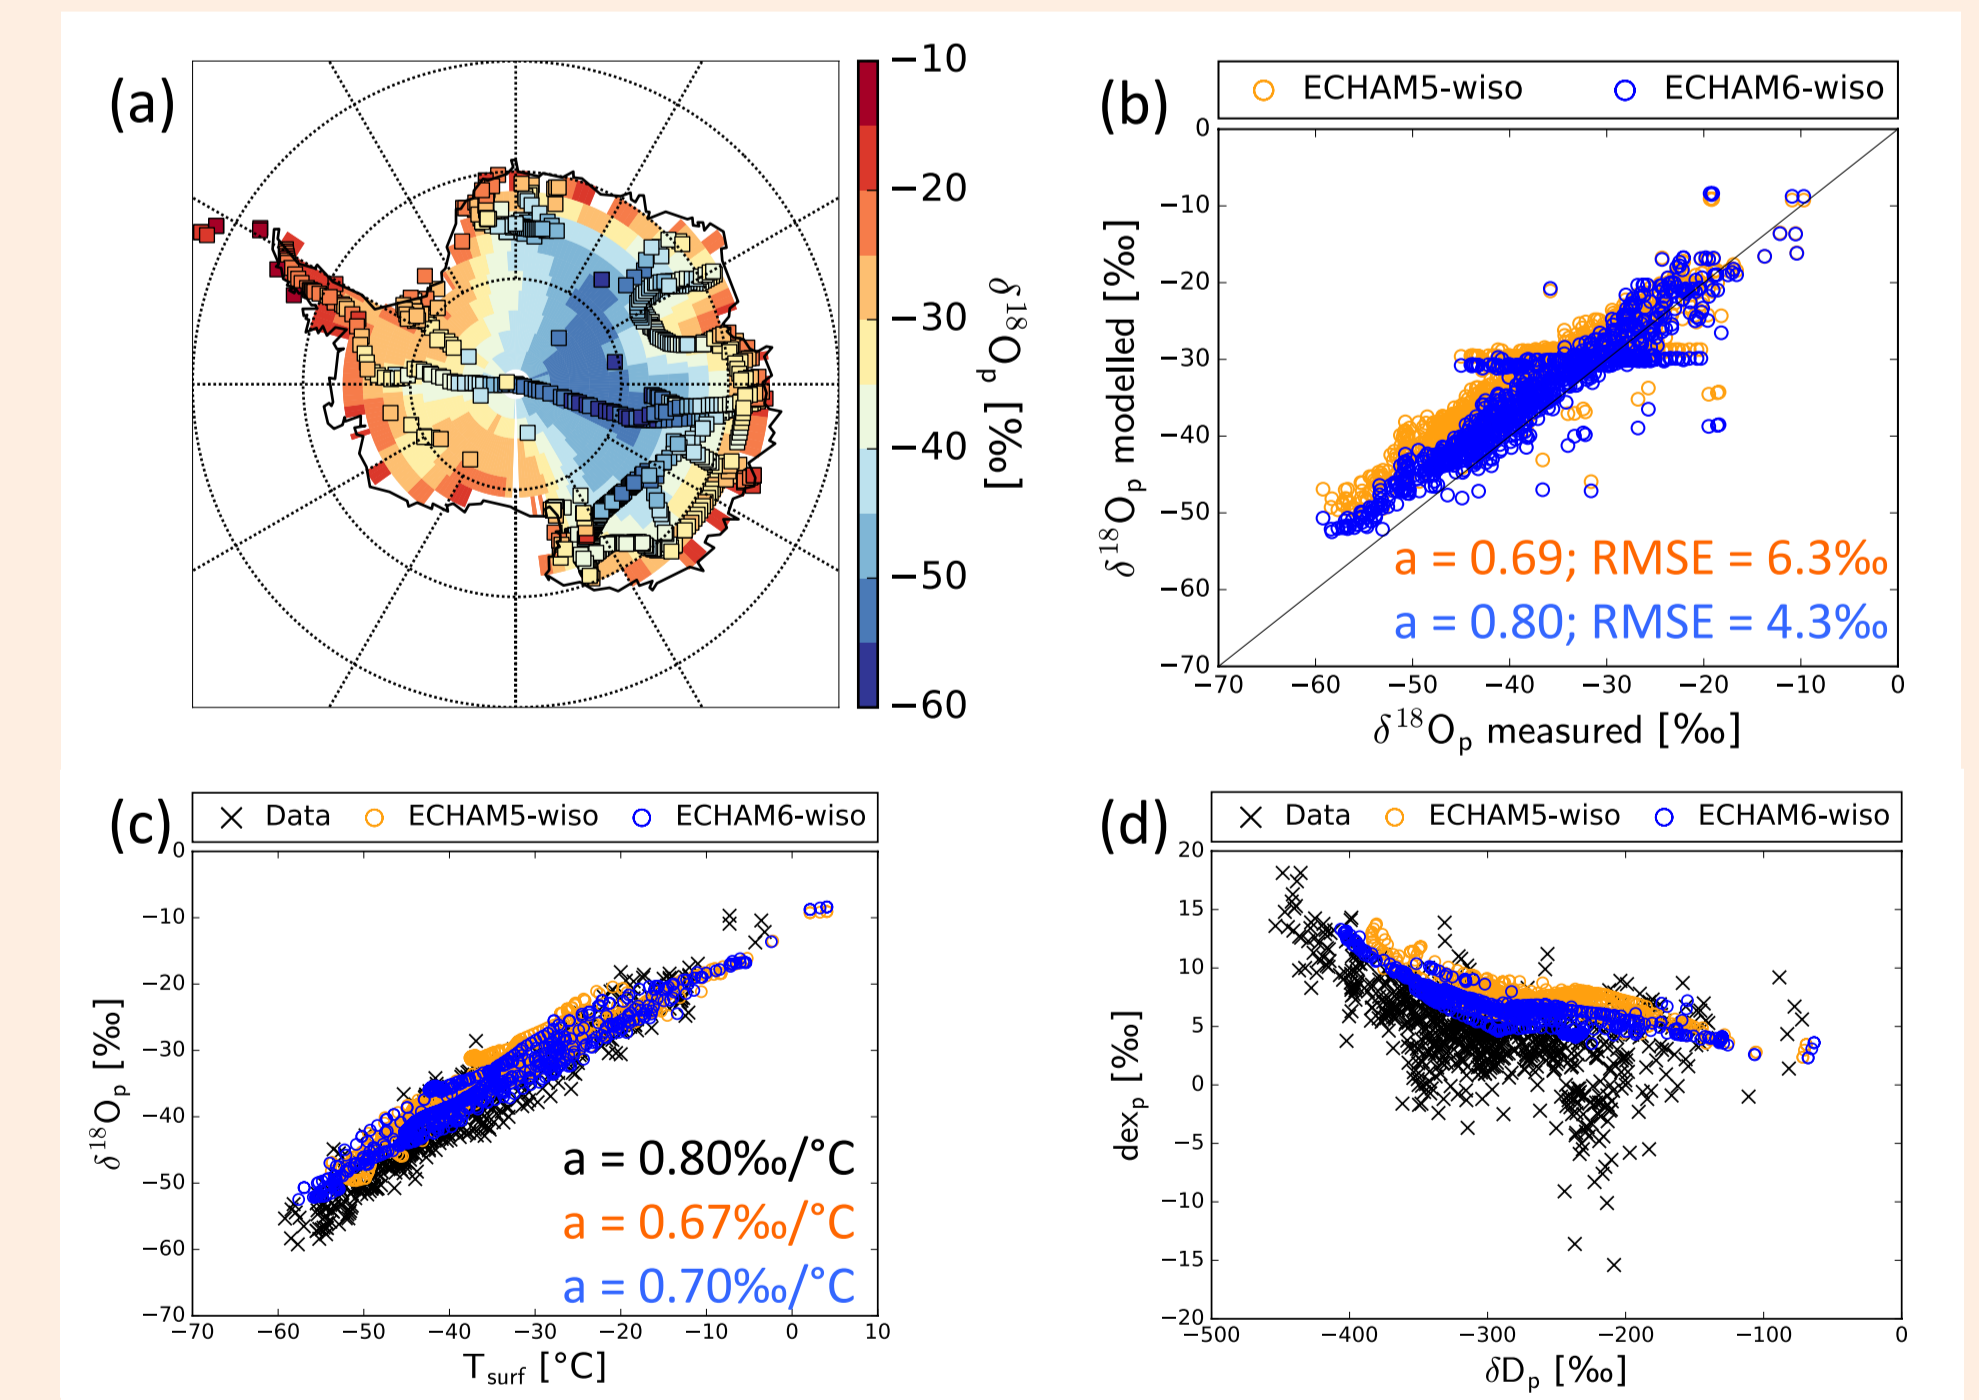 (a)
−10
−20
−30
−40
−50
−60
δ¹⁸Oₚ [‰]
(b)
ECHAM5-wiso ECHAM6-wiso
0
−10
−20
−30
−40
−50
−60
−70
δ¹⁸Oₚ modelled [‰]
a = 0.69; RMSE = 6.3‰
a = 0.80; RMSE = 4.3‰
−70 −60 −50 −40 −30 −20 −10 0
δ¹⁸Oₚ measured [‰]
(c)
Data ECHAM5-wiso ECHAM6-wiso
0
−10
−20
−30
−40
−50
−60
−70
δ¹⁸Oₚ [‰]
a = 0.80‰/°C
a = 0.67‰/°C
a = 0.70‰/°C
−70 −60 −50 −40 −30 −20 −10 0 10
T_surf [°C]
(d)
Data ECHAM5-wiso ECHAM6-wiso
20
15
10
5
0
−5
−10
−15
−20
dexₚ [‰]
−500 −400 −300 −200 −100 0
δDₚ [‰]